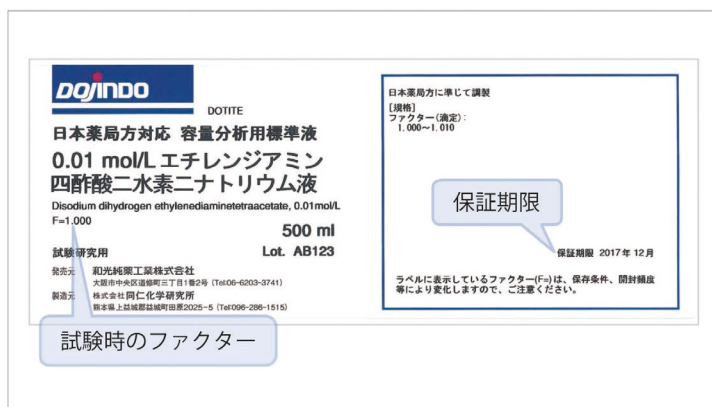 DOJINDO
DOTITE
日本薬局方対応 容量分析用標準液
0.01 mol/L エチレンジアミン
四酢酸二水素二ナトリウム液
Disodium dihydrogen ethylenediaminetetraacetate, 0.01mol/L
F=1.000
500 ml
試験研究用
Lot. AB123
発売元 和光純薬工業株式会社
大阪市中央区道修町三丁目1番2号 (Tel:06-6203-3741)
製造元 株式会社同仁化学研究所
熊本県上益城郡益城町田原2025-5 (Tel:096-286-1515)
試験時のファクター
日本薬局方に準じて調製
[規格]
ファクター(滴定):
1.000~1.010
保証期限
保証期限 2017年12月
ラベルに表示しているファクター(F=)は、保存条件、開封頻度
等により変化しますので、ご注意ください。